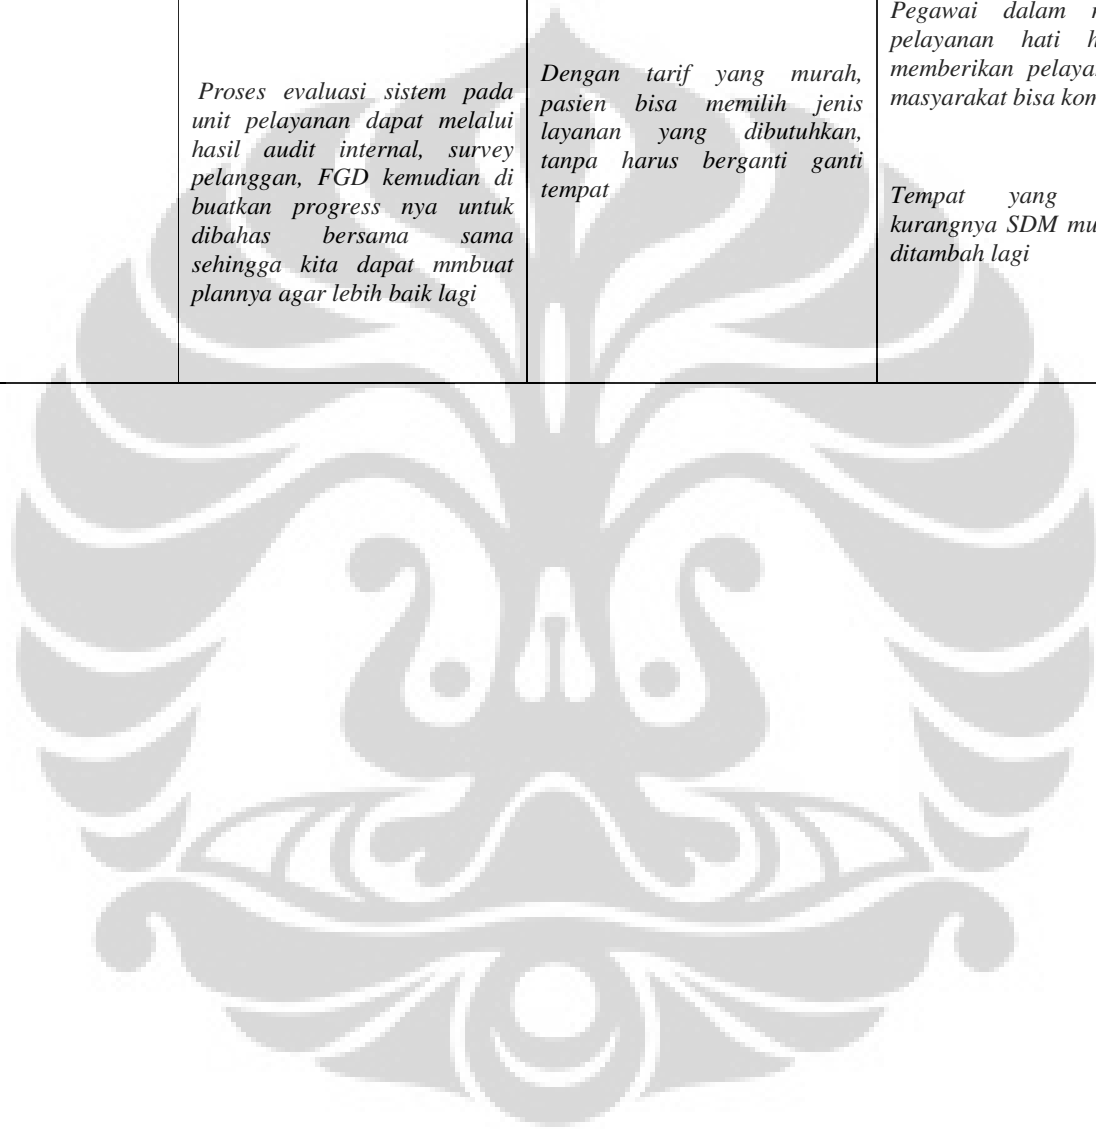 Proses evaluasi sistem pada
unit pelayanan dapat melalui
hasil audit internal, survey
pelanggan, FGD kemudian di
buatkan progress nya untuk
dibahas bersama sama
sehingga kita dapat mmbuat
plannya agar lebih baik lagi
Dengan tarif yang murah,
pasien bisa memilih jenis
layanan yang dibutuhkan,
tanpa harus berganti ganti
tempat
Pegawai dalam
pelayanan hati
memberikan
masyarakat bisa
Tempat yang
kurangnya SDM
ditambah lagi